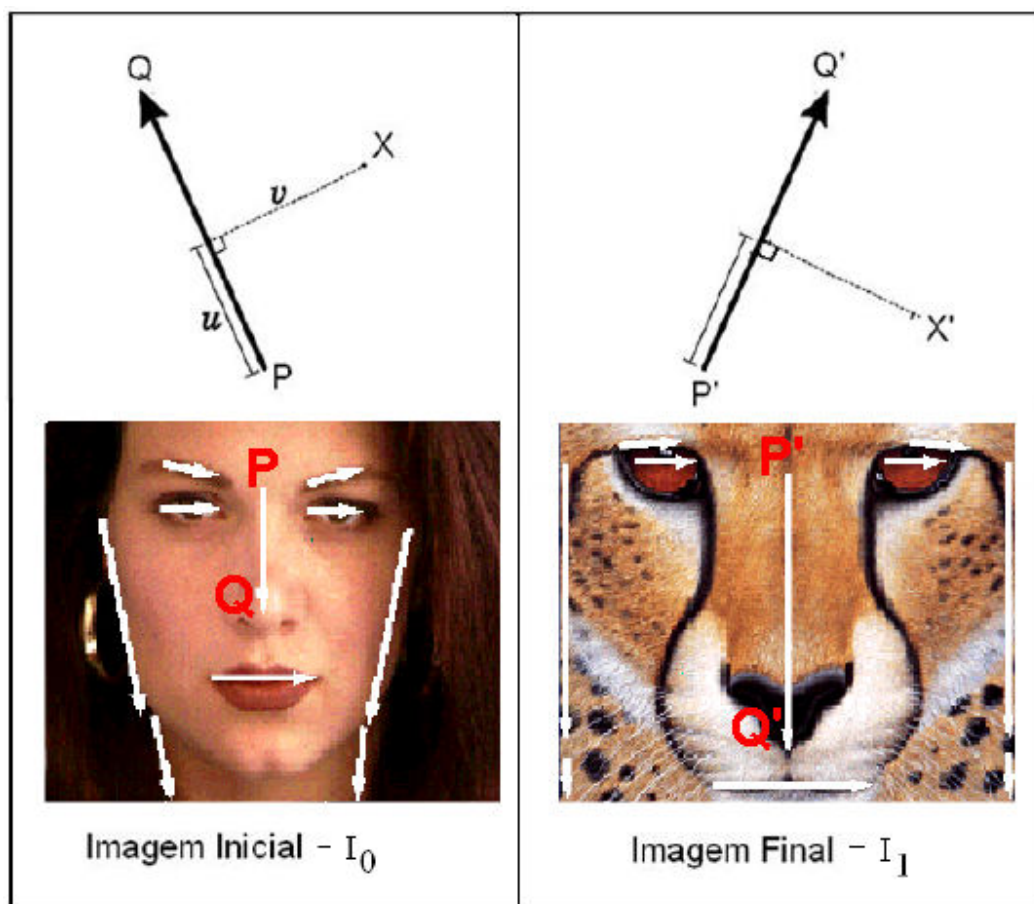 Q
X
v
u
P
Q'
X'
P'
P
Q
P'
Q'
Imagem Inicial - I0
Imagem Final - I1